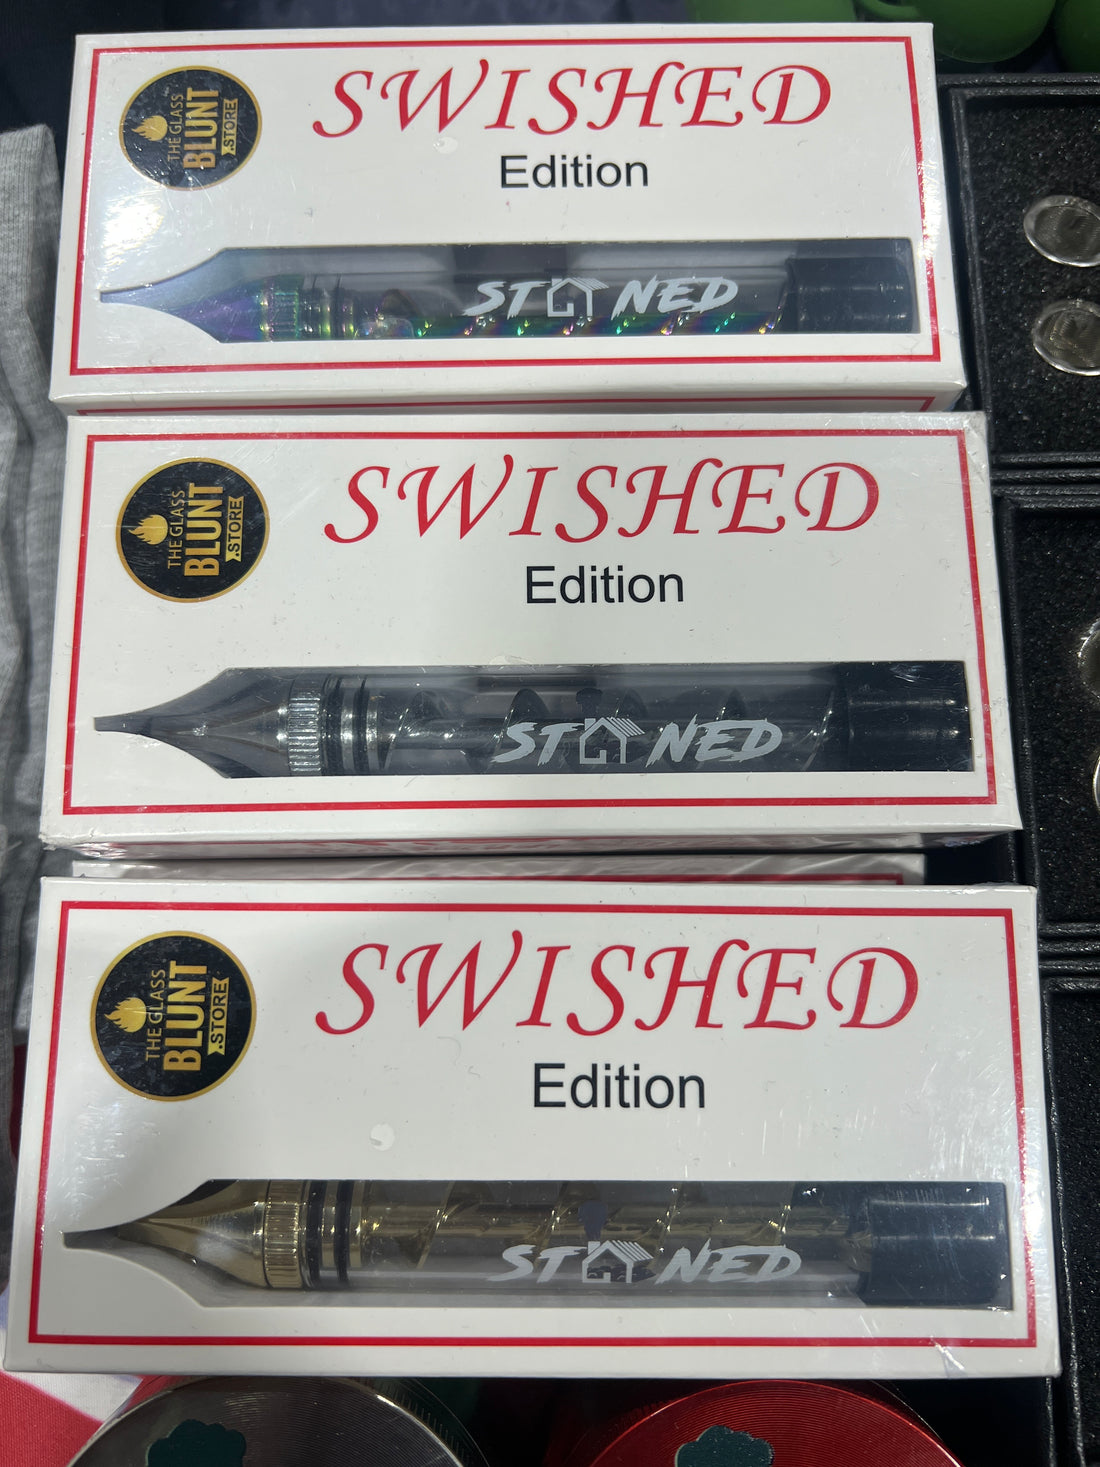 THE GLASS
BLUNT
.STORE
SWISHED
Edition
STONED
THE GLASS
BLUNT
.STORE
SWISHED
Edition
STONED
THE GLASS
BLUNT
.STORE
SWISHED
Edition
STONED